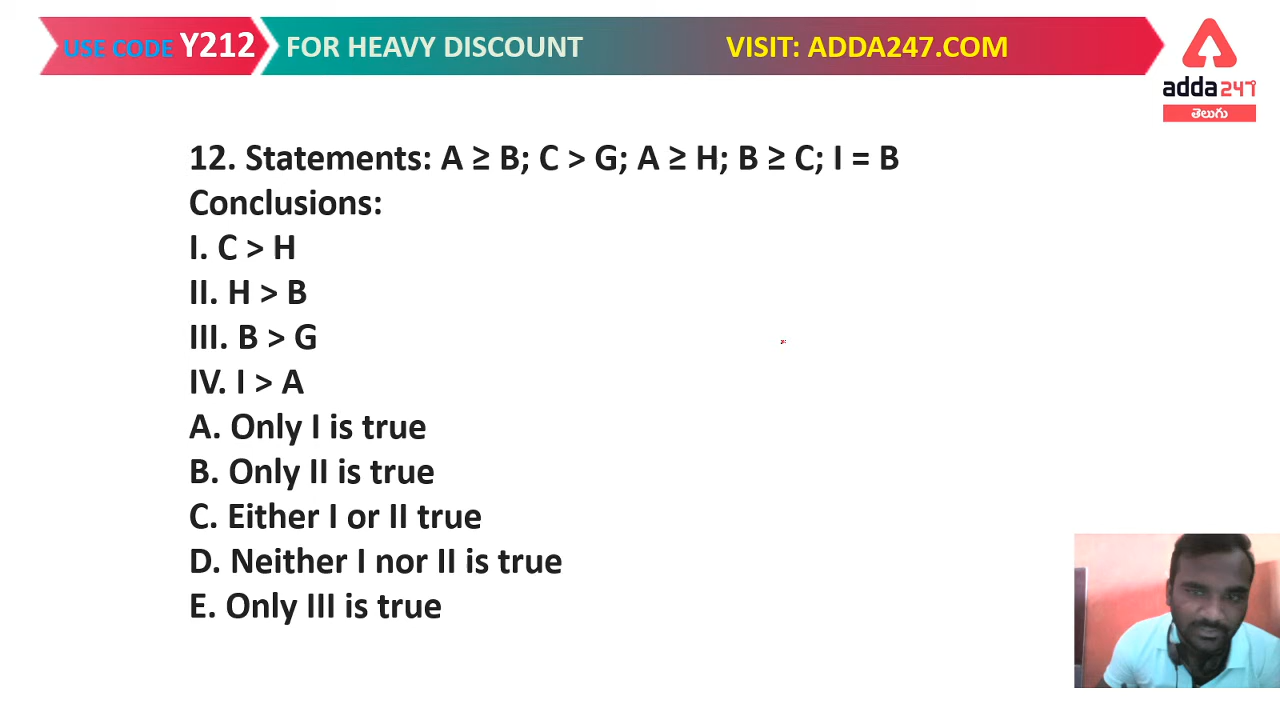 USE CODE Y212 FOR HEAVY DISCOUNT VISIT: ADDA247.COM
adda247
తెలుగు
12. Statements: A ≥ B; C > G; A ≥ H; B ≥ C; I = B
Conclusions:
I. C > H
II. H > B
III. B > G
IV. I > A
A. Only I is true
B. Only II is true
C. Either I or II true
D. Neither I nor II is true
E. Only III is true